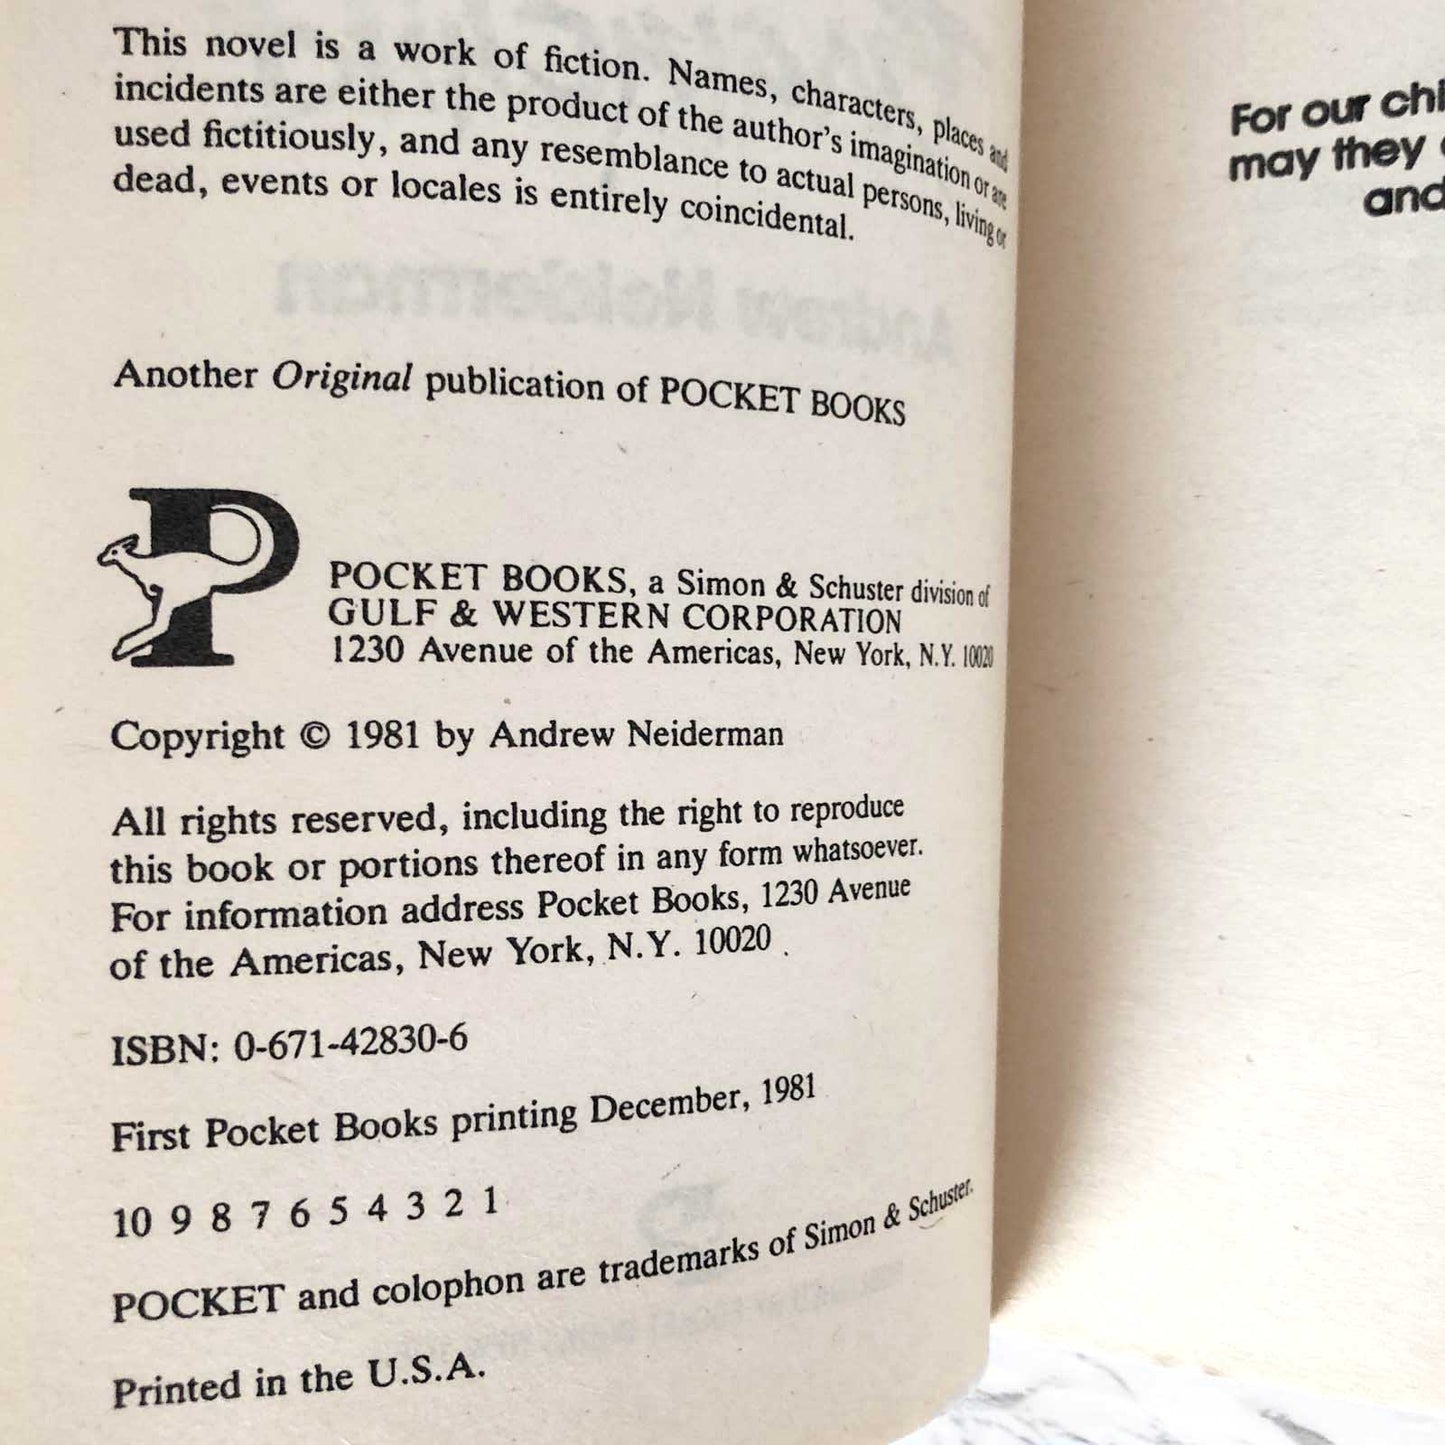 This novel is a work of fiction. Names, characters, places and
incidents are either the product of the author's imagination or are
used fictitiously, and any resemblance to actual persons, living or
dead, events or locales is entirely coincidental.
Andrew Neiderman
Another Original publication of POCKET BOOKS
P
POCKET BOOKS, a Simon & Schuster division of
GULF & WESTERN CORPORATION
1230 Avenue of the Americas, New York, N.Y. 10020
Copyright © 1981 by Andrew Neiderman
All rights reserved, including the right to reproduce
this book or portions thereof in any form whatsoever.
For information address Pocket Books, 1230 Avenue
of the Americas, New York, N.Y. 10020
ISBN: 0-671-42830-6
First Pocket Books printing December, 1981
10 9 8 7 6 5 4 3 2 1
POCKET and colophon are trademarks of Simon & Schuster.
Printed in the U.S.A.
For our
may they
and